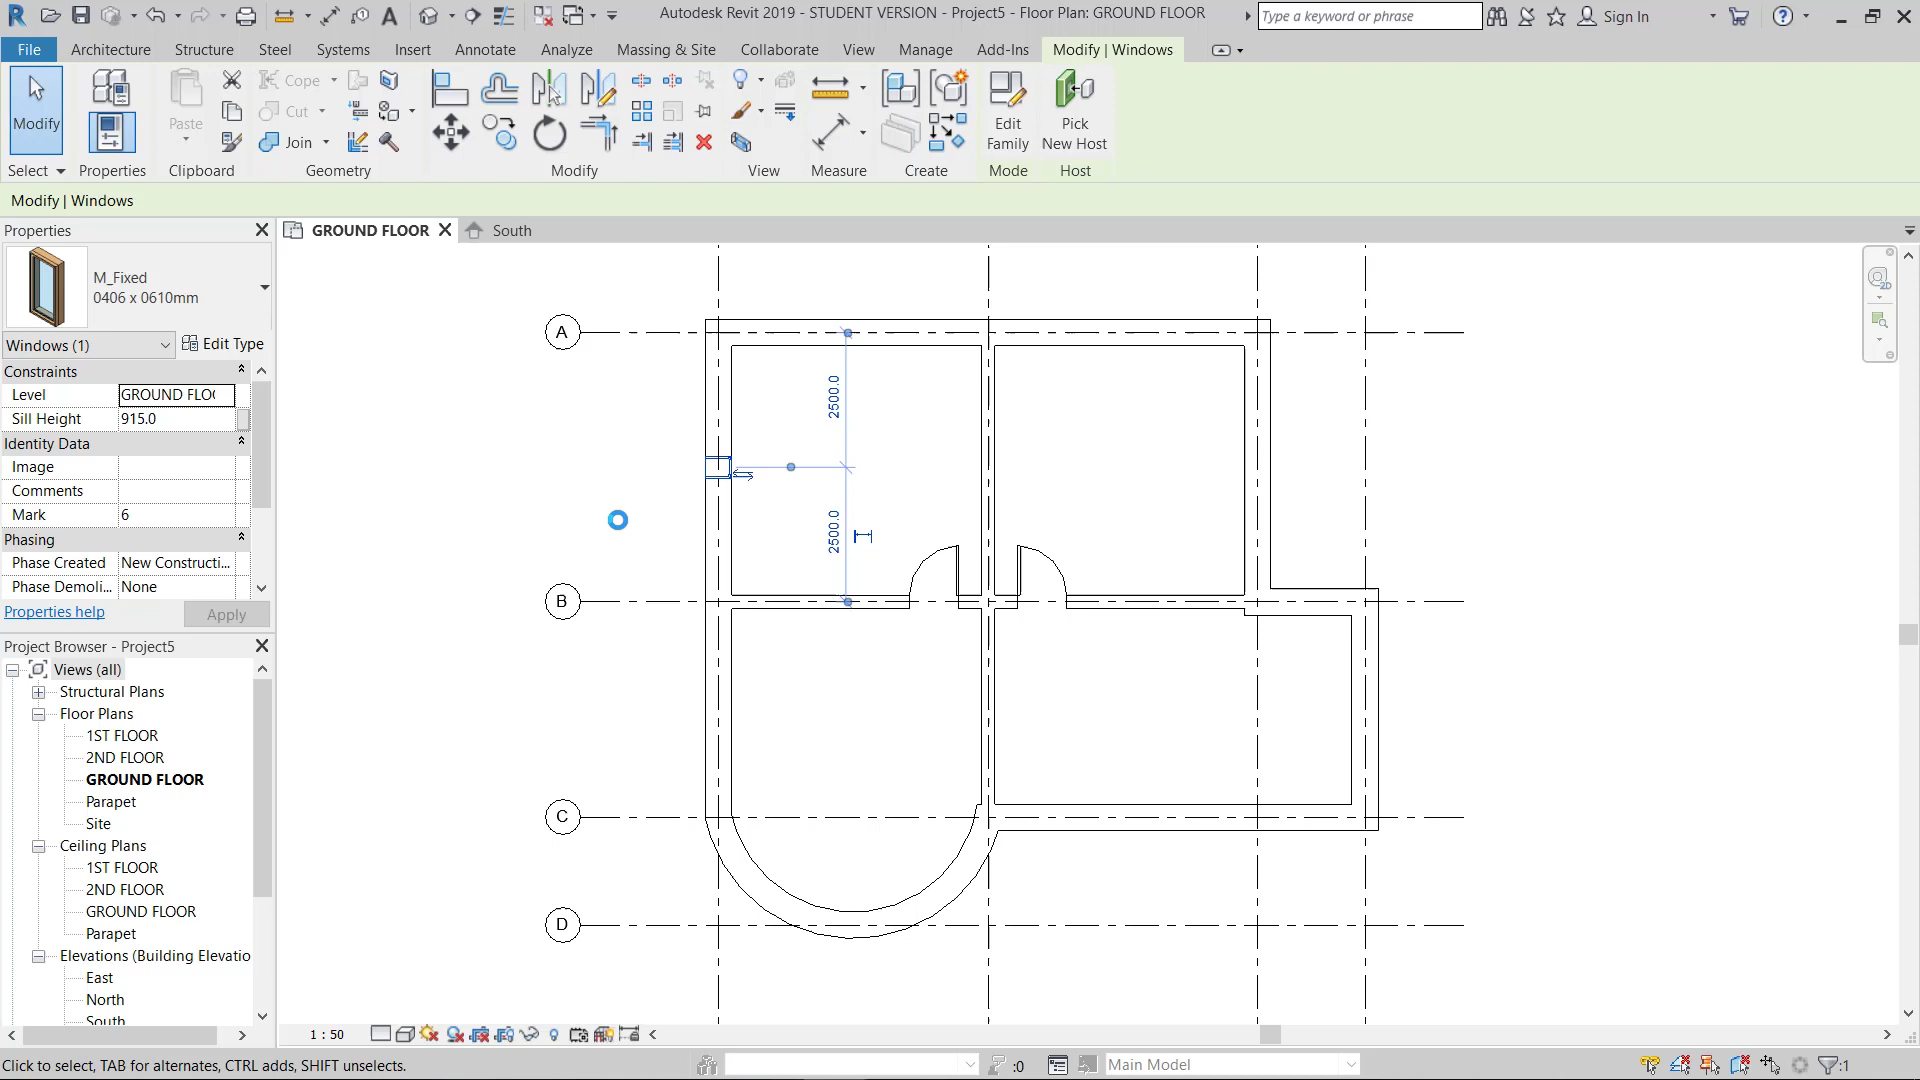 Autodesk Revit 2019 - STUDENT VERSION - Project5 - Floor Plan: GROUND FLOOR
Type a keyword or phrase
Sign In
File
Architecture
Structure
Steel
Systems
Insert
Annotate
Analyze
Massing & Site
Collaborate
View
Manage
Add-Ins
Modify | Windows
Modify
Paste
Cope
Cut
Join
Edit Family
Pick New Host
Select
Properties
Clipboard
Geometry
Modify
View
Measure
Create
Mode
Host
Modify | Windows
Properties
GROUND FLOOR
South
M_Fixed
0406 x 0610mm
Windows (1)
Edit Type
Constraints
Level GROUND FLOO
Sill Height 915.0
Identity Data
Image
Comments
Mark 6
Phasing
Phase Created New Constructi...
Phase Demoli... None
Properties help
Apply
Project Browser - Project5
Views (all)
Structural Plans
Floor Plans
1ST FLOOR
2ND FLOOR
GROUND FLOOR
Parapet
Site
Ceiling Plans
1ST FLOOR
2ND FLOOR
GROUND FLOOR
Parapet
Elevations (Building Elevatio
East
North
South
A
2500.0
2500.0
B
C
D
2D
1 : 50
Click to select, TAB for alternates, CTRL adds, SHIFT unselects.
:0
Main Model
:1